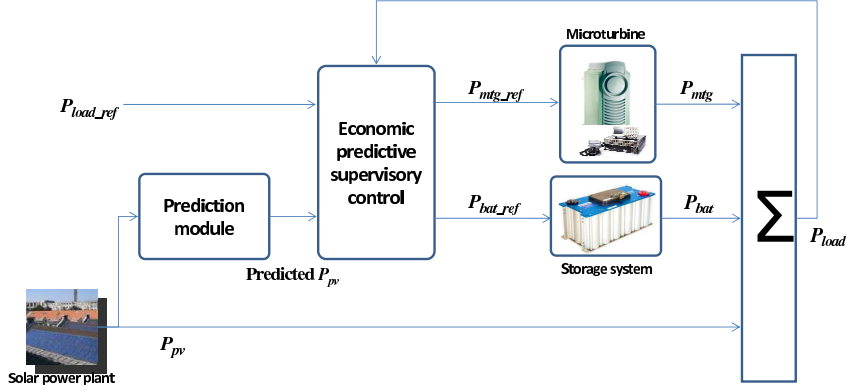 Microturbine
P_load_ref
P_mtg_ref
P_mtg
Economic
predictive
supervisory
control
Prediction
module
P_bat_ref
P_bat
Σ
P_load
Predicted P_pv
Storage system
P_pv
Solar power plant